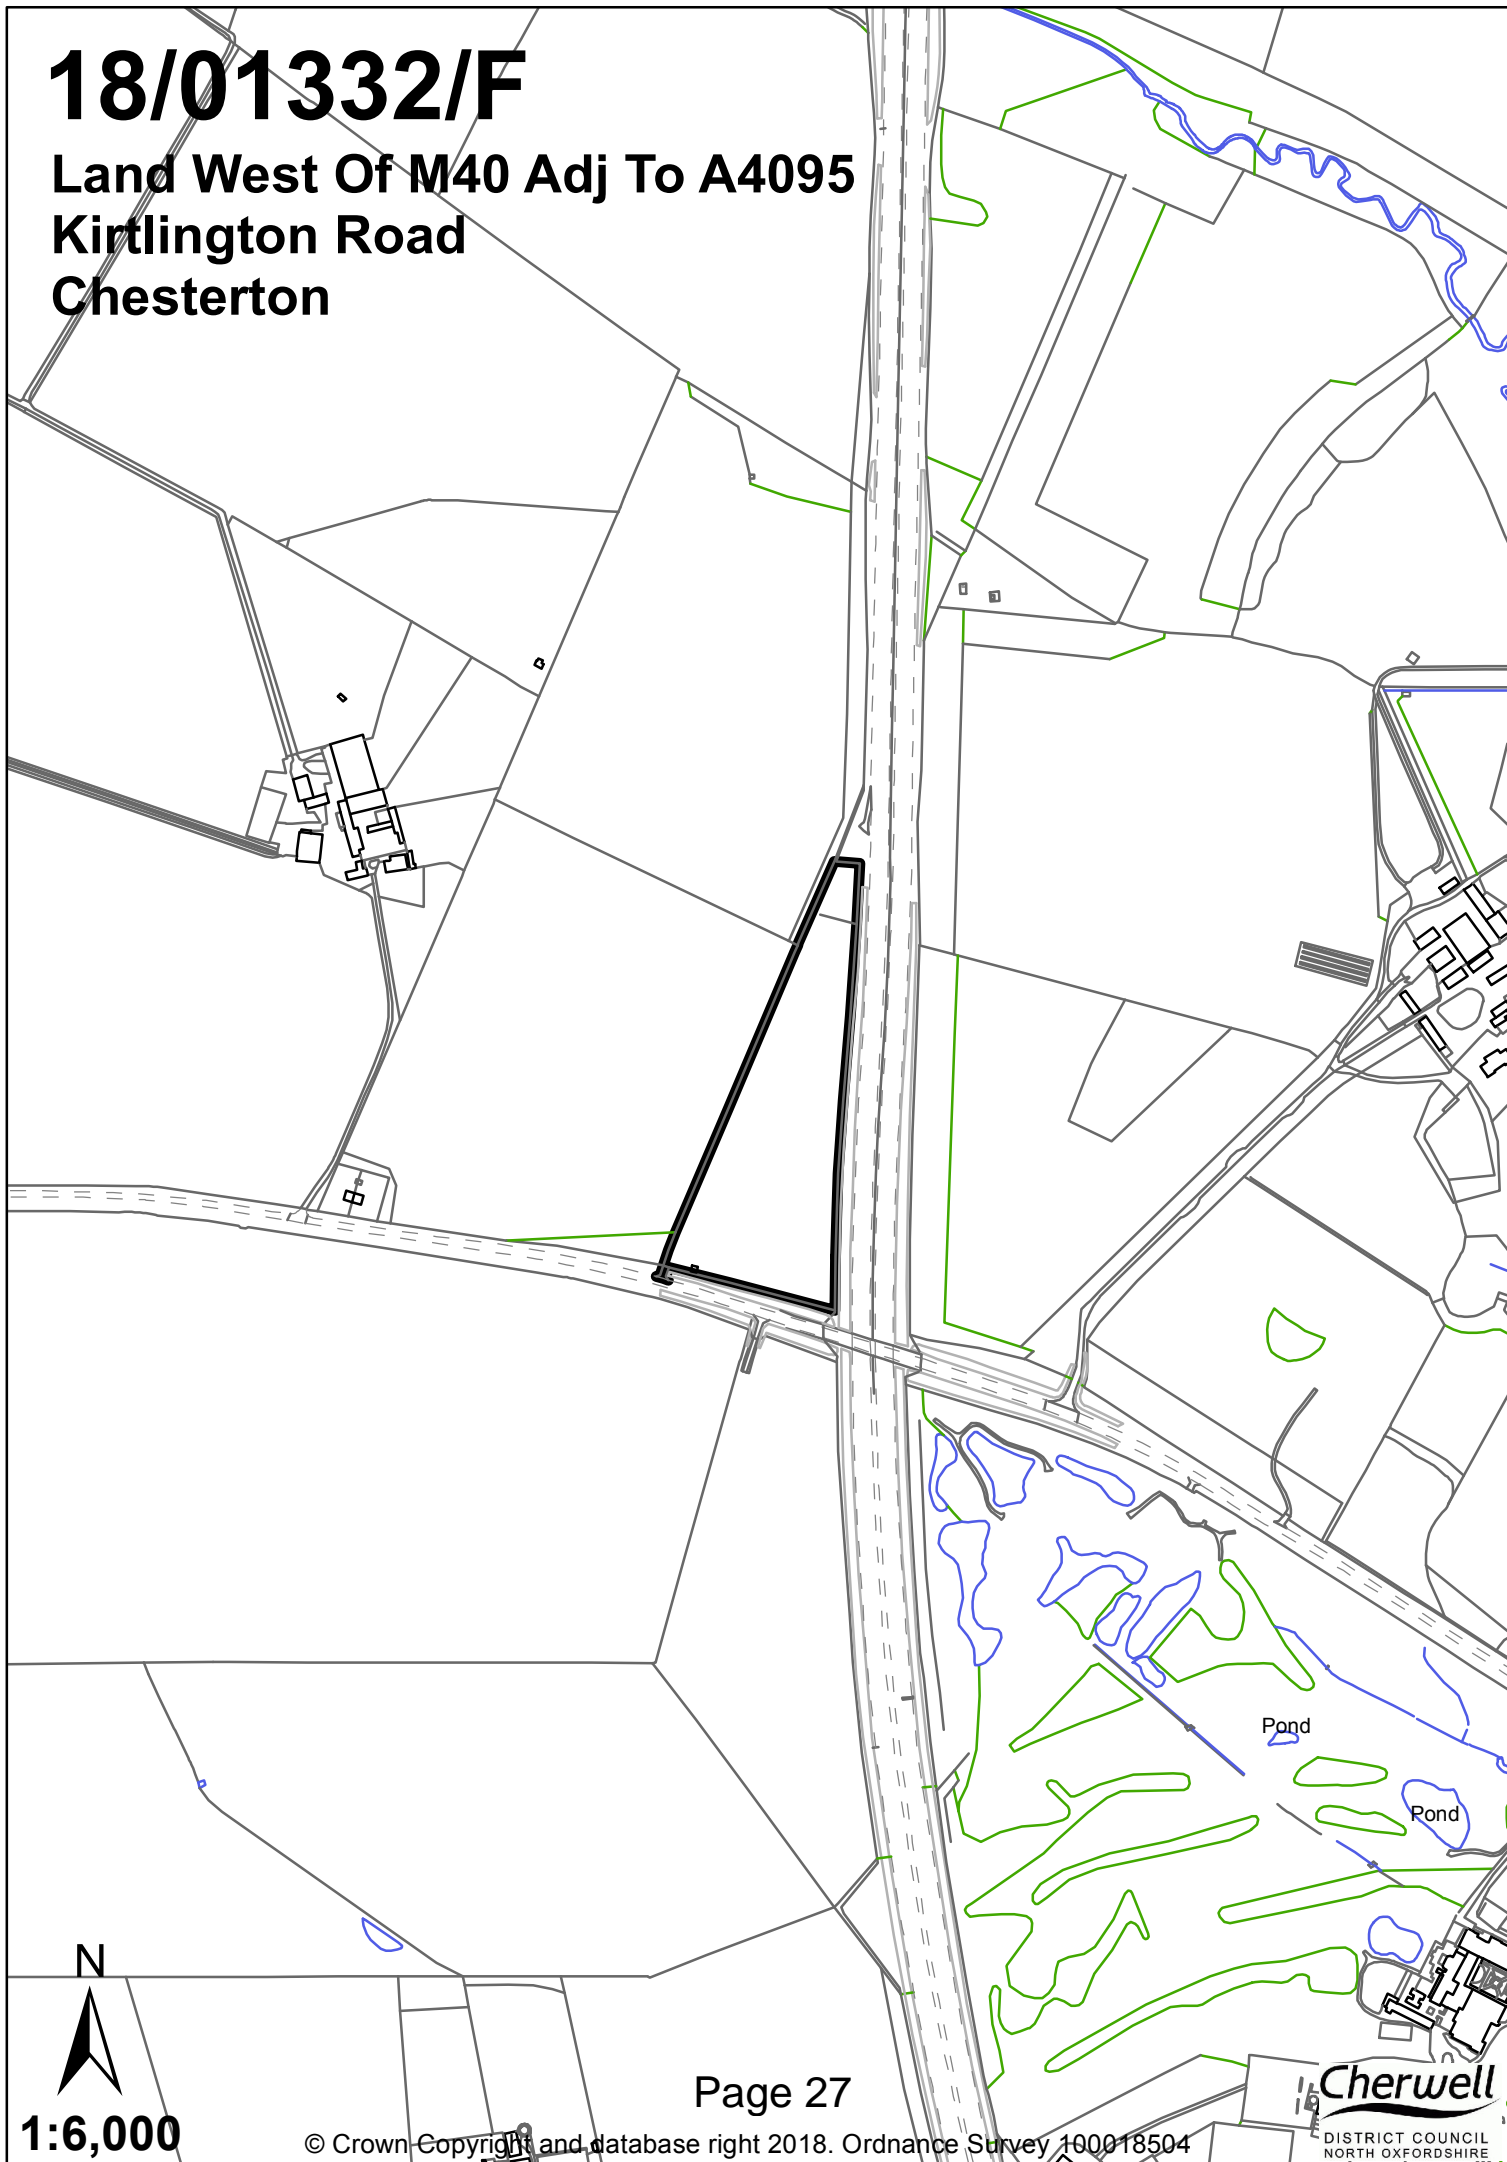 18/01332/F
Land West Of M40 Adj To A4095
Kirtlington Road
Chesterton
Pond
Pond
N
1:6,000
Page 27
© Crown Copyright and database right 2018. Ordnance Survey 100018504
Cherwell
DISTRICT COUNCIL
NORTH OXFORDSHIRE